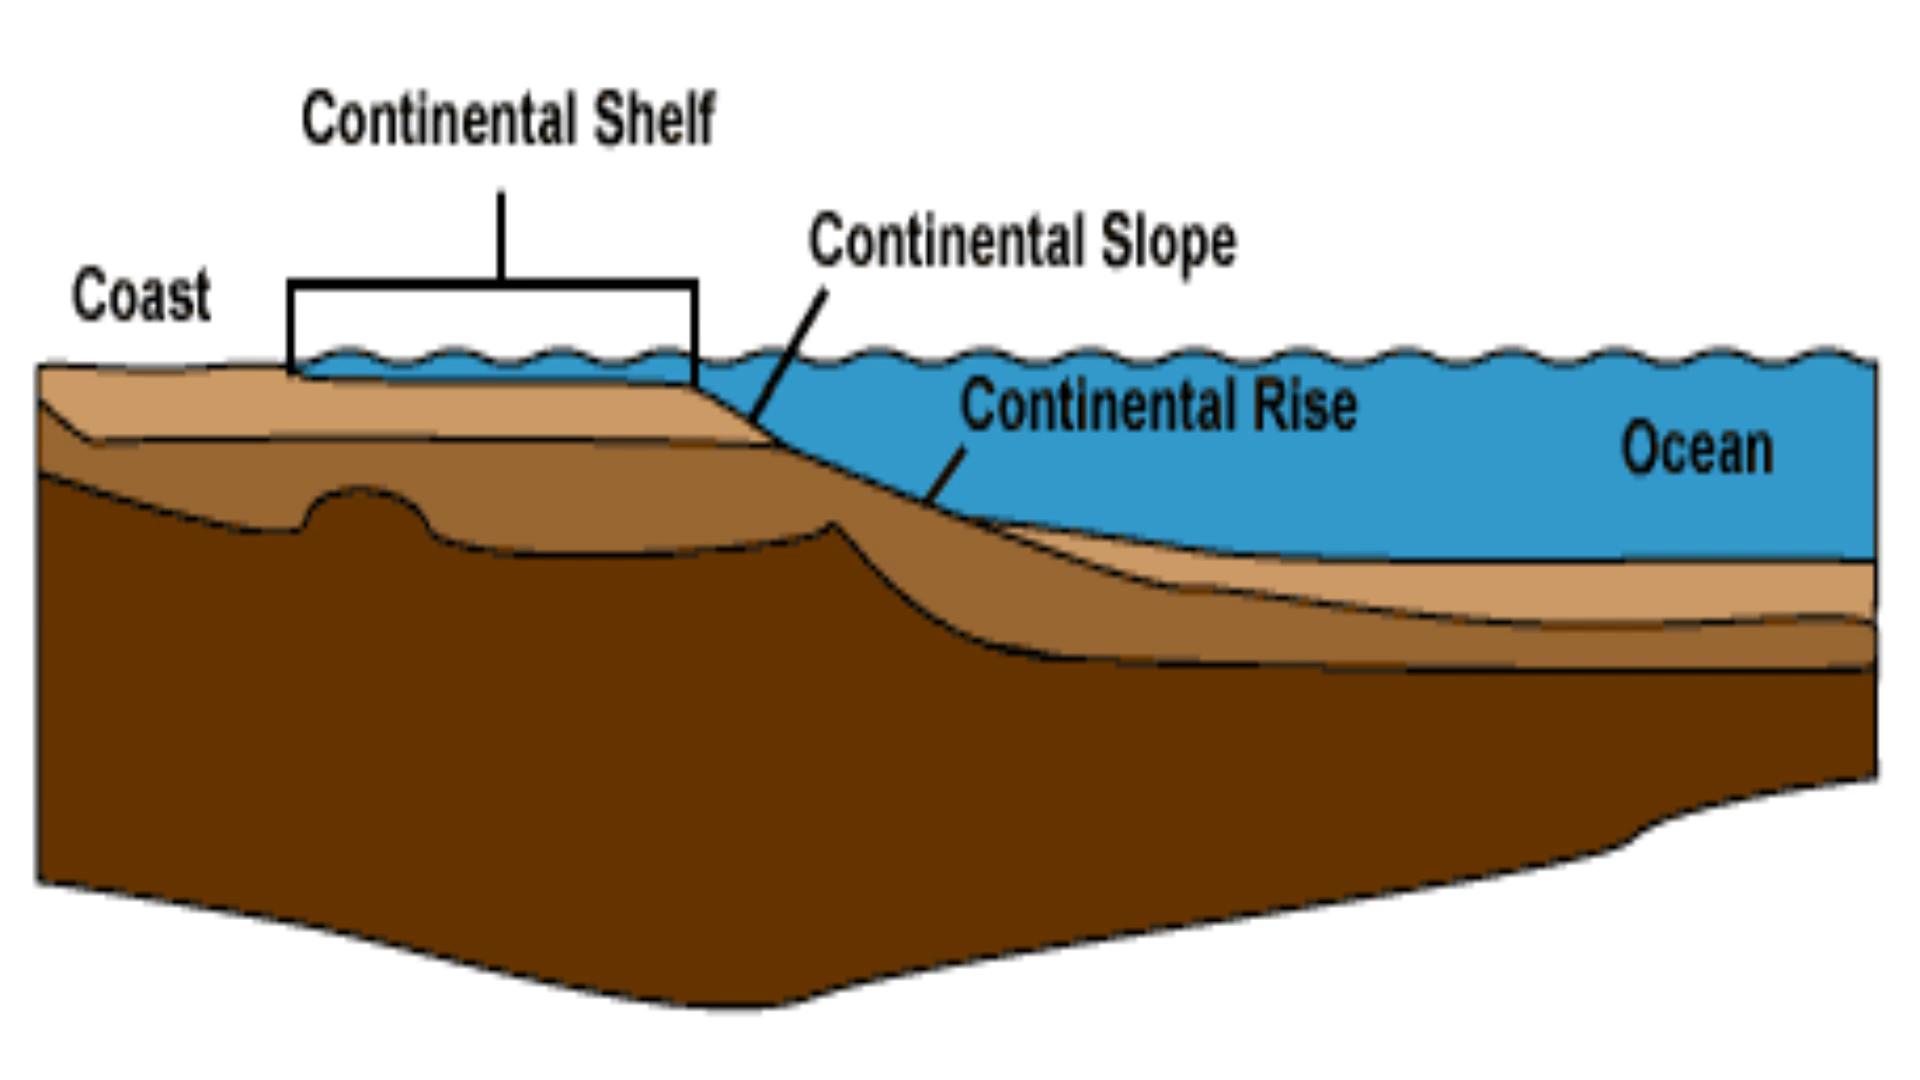 Continental Shelf
Continental Slope
Coast
Continental Rise
Ocean